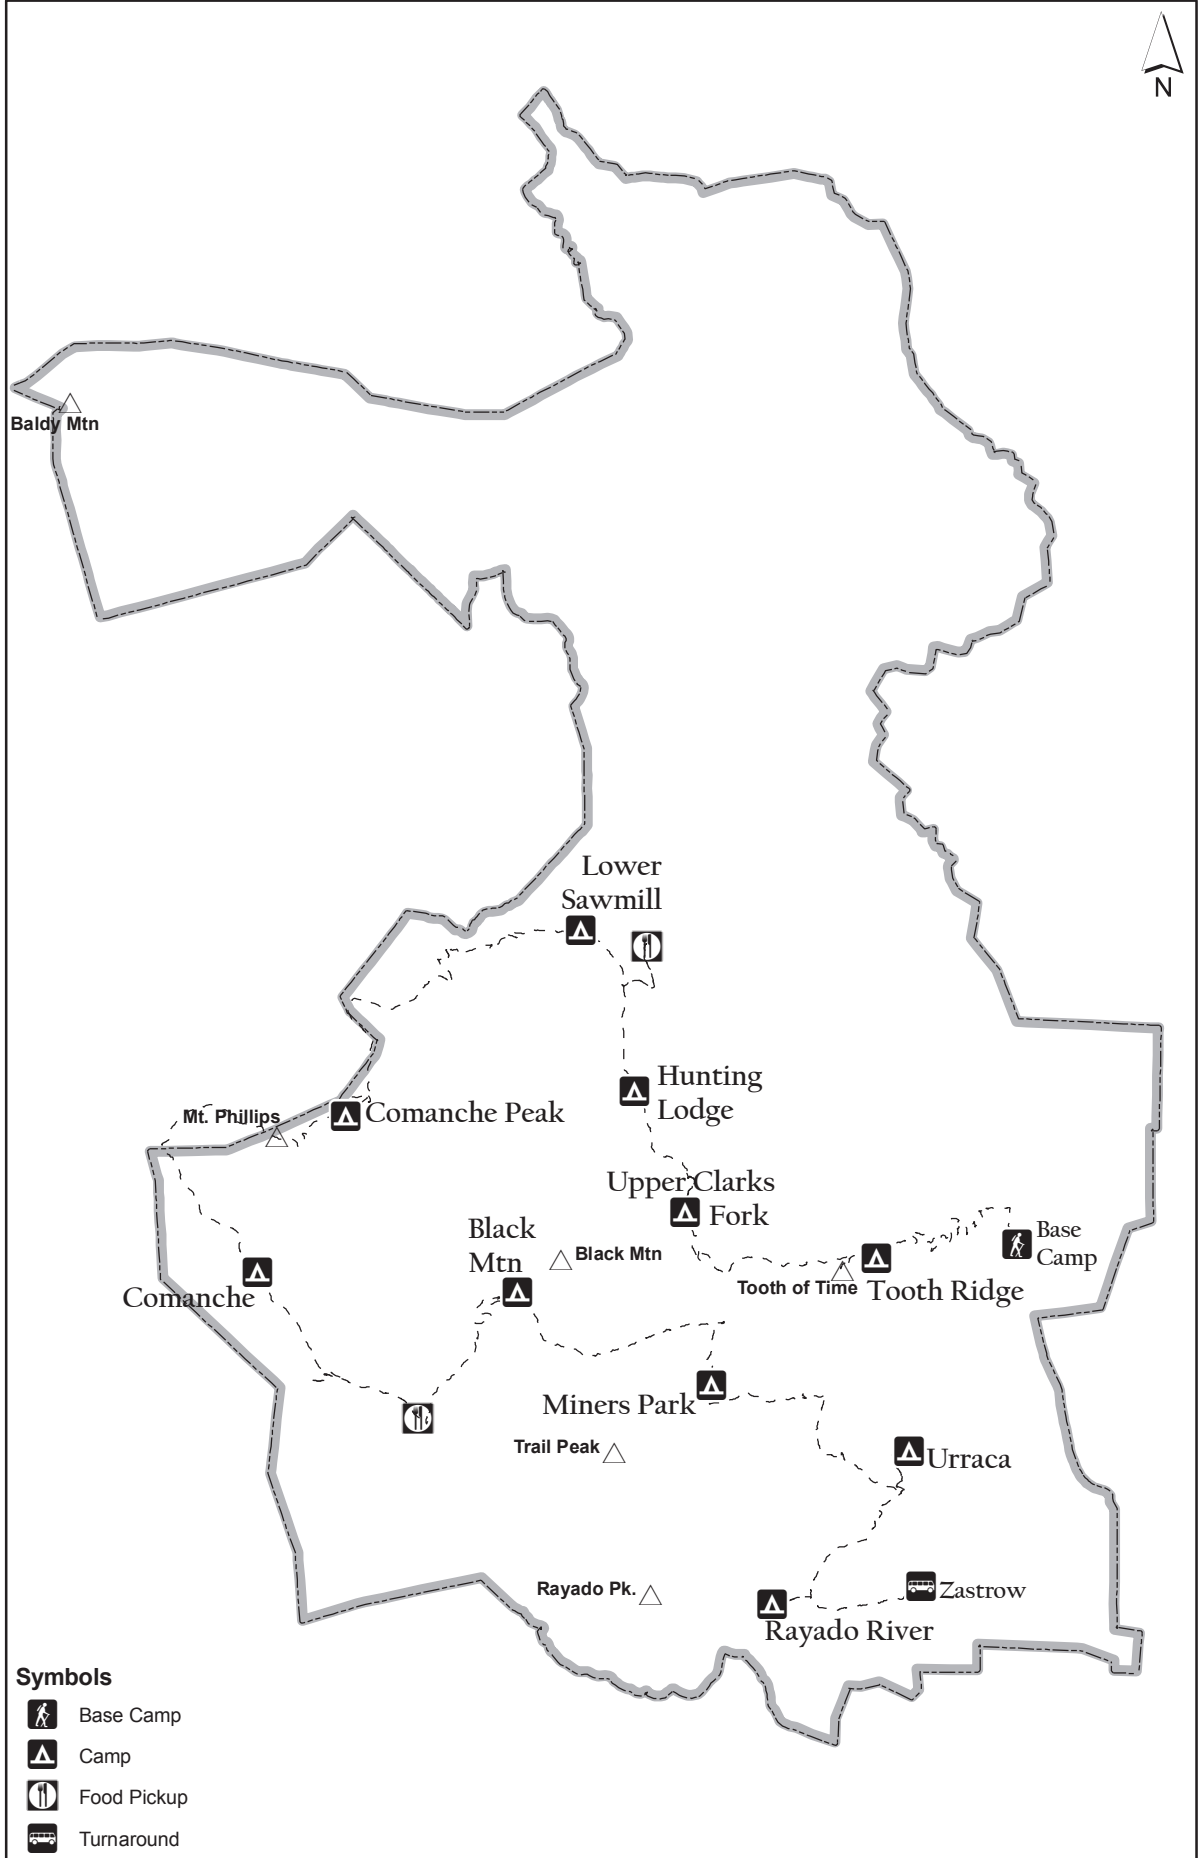 N
Baldy Mtn
Lower
Sawmill
Hunting
Lodge
Mt. Phillips
Comanche Peak
Upper Clarks
Fork
Black
Mtn
Black Mtn
Base
Camp
Tooth of Time
Tooth Ridge
Comanche
Miners Park
Trail Peak
Urraca
Rayado Pk.
Zastrow
Rayado River
Symbols
Base Camp
Camp
Food Pickup
Turnaround